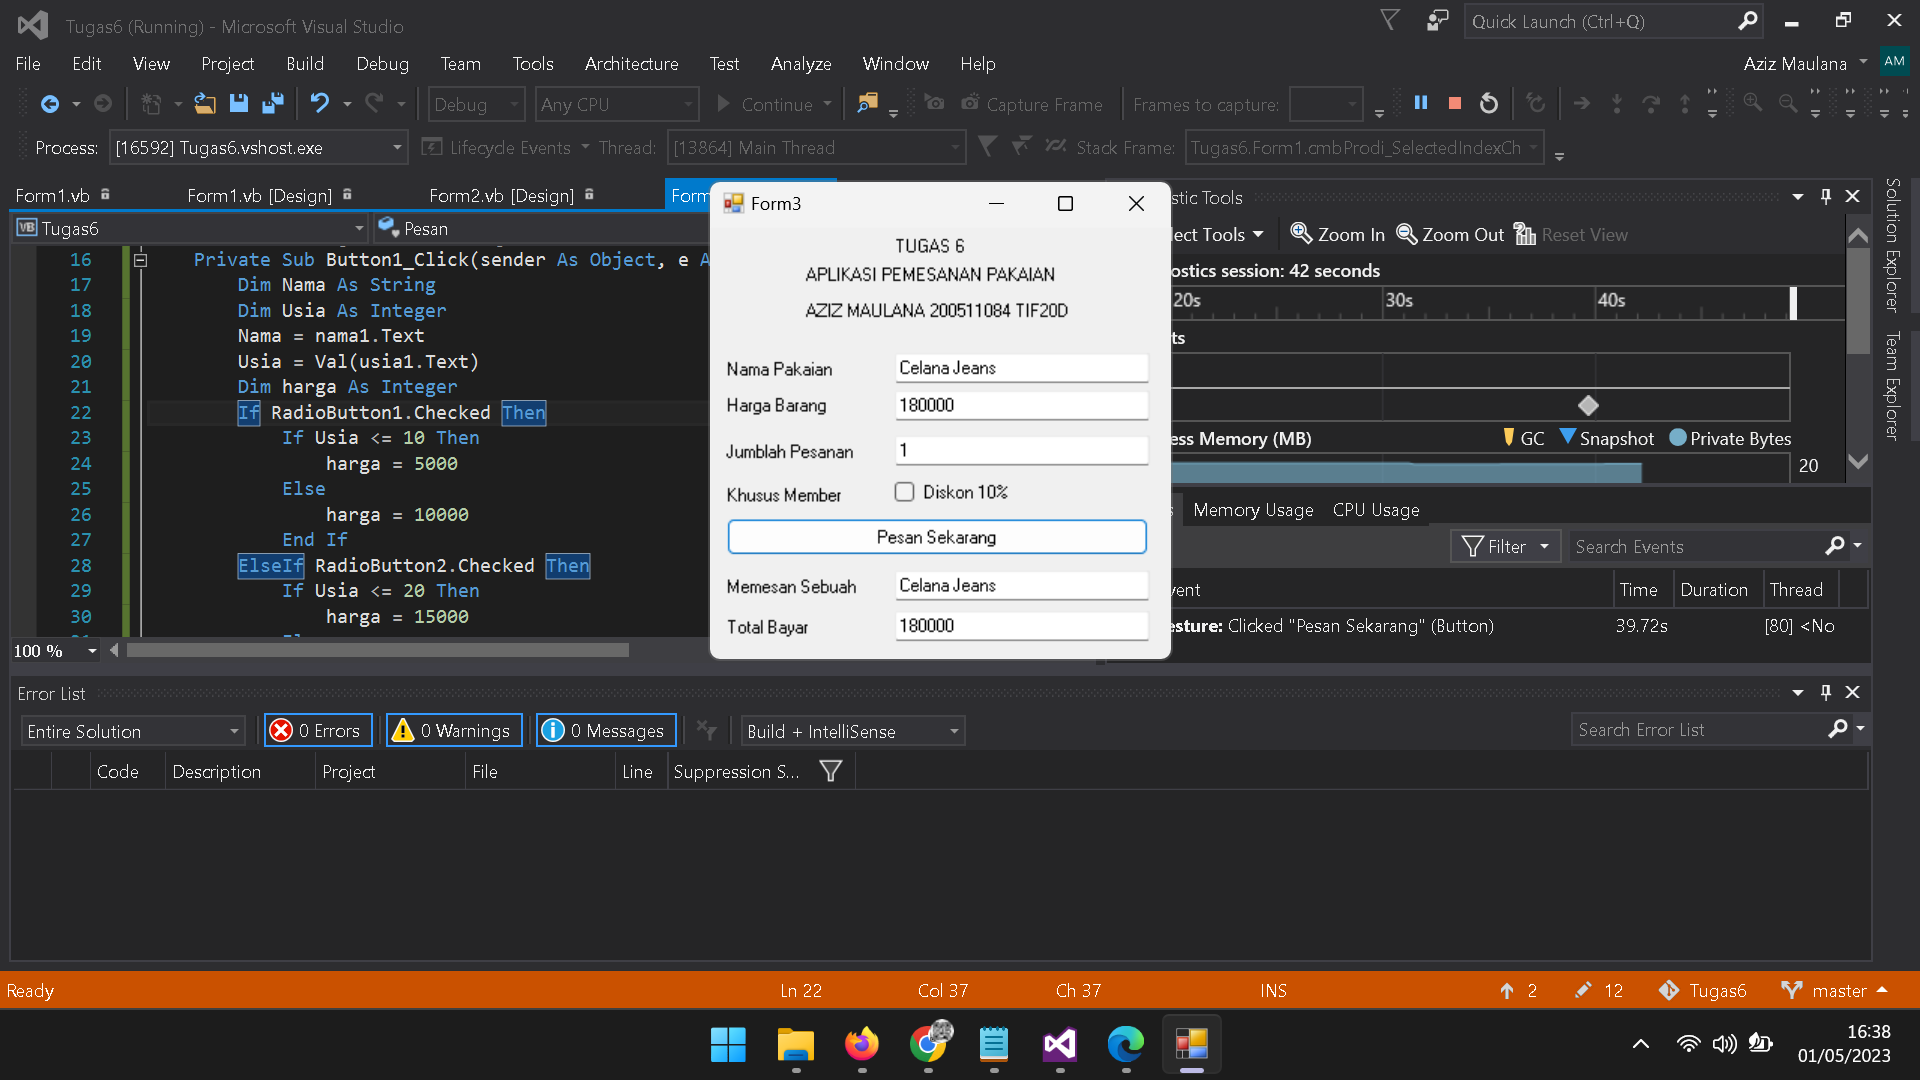 Tugas6 (Running) - Microsoft Visual Studio
Quick Launch (Ctrl+Q)
File Edit View Project Build Debug Team Tools Architecture Test Analyze Window Help
Aziz Maulana AM
Debug Any CPU Continue Capture Frame Frames to capture:
Process: [16592] Tugas6.vshost.exe Lifecycle Events Thread: [13864] Main Thread Stack Frame: Tugas6.Form1.cmbProdi_SelectedIndexCh
Form1.vb Form1.vb [Design] Form2.vb [Design] Form
VB Tugas6 Pesan
16 Private Sub Button1_Click(sender As Object, e A
17 Dim Nama As String
18 Dim Usia As Integer
19 Nama = nama1.Text
20 Usia = Val(usia1.Text)
21 Dim harga As Integer
22 If RadioButton1.Checked Then
23 If Usia <= 10 Then
24 harga = 5000
25 Else
26 harga = 10000
27 End If
28 ElseIf RadioButton2.Checked Then
29 If Usia <= 20 Then
30 harga = 15000
100 %
Form3
TUGAS 6
APLIKASI PEMESANAN PAKAIAN
AZIZ MAULANA 200511084 TIF20D
Nama Pakaian Celana Jeans
Harga Barang 180000
Jumblah Pesanan 1
Khusus Member Diskon 10%
Pesan Sekarang
Memesan Sebuah Celana Jeans
Total Bayar 180000
stic Tools
lect Tools Zoom In Zoom Out Reset View
ostics session: 42 seconds
20s 30s 40s
ts
ess Memory (MB) GC Snapshot Private Bytes
20
s Memory Usage CPU Usage
Filter Search Events
vent Time Duration Thread
esture: Clicked "Pesan Sekarang" (Button) 39.72s [80] <No
Solution Explorer
Team Explorer
Error List
Entire Solution 0 Errors 0 Warnings 0 Messages Build + IntelliSense Search Error List
Code Description Project File Line Suppression S...
Ready Ln 22 Col 37 Ch 37 INS 2 12 Tugas6 master
16:38
01/05/2023